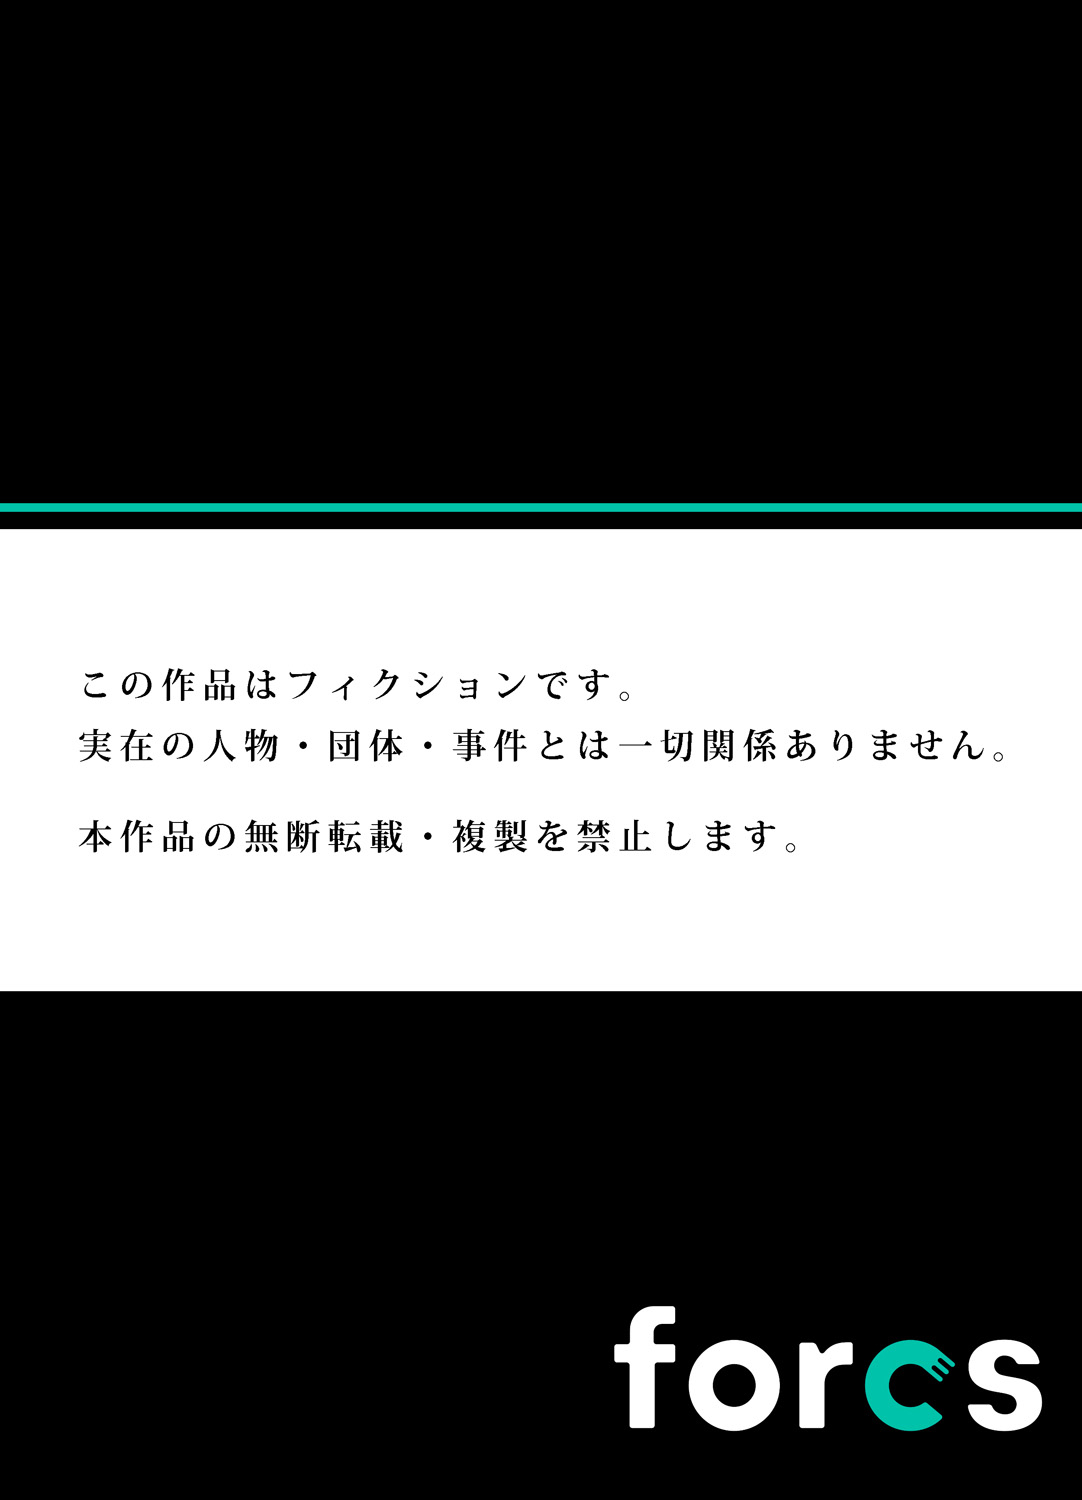 この作品はフィクションです。
実在の人物・団体・事件とは一切関係ありません。
本作品の無断転載・複製を禁止します。
forcs